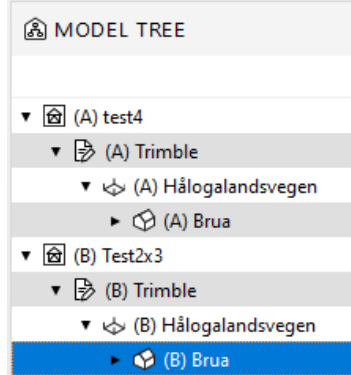 MODEL TREE
(A) test4
(A) Trimble
(A) Hålogalandsvegen
(A) Brua
(B) Test2x3
(B) Trimble
(B) Hålogalandsvegen
(B) Brua